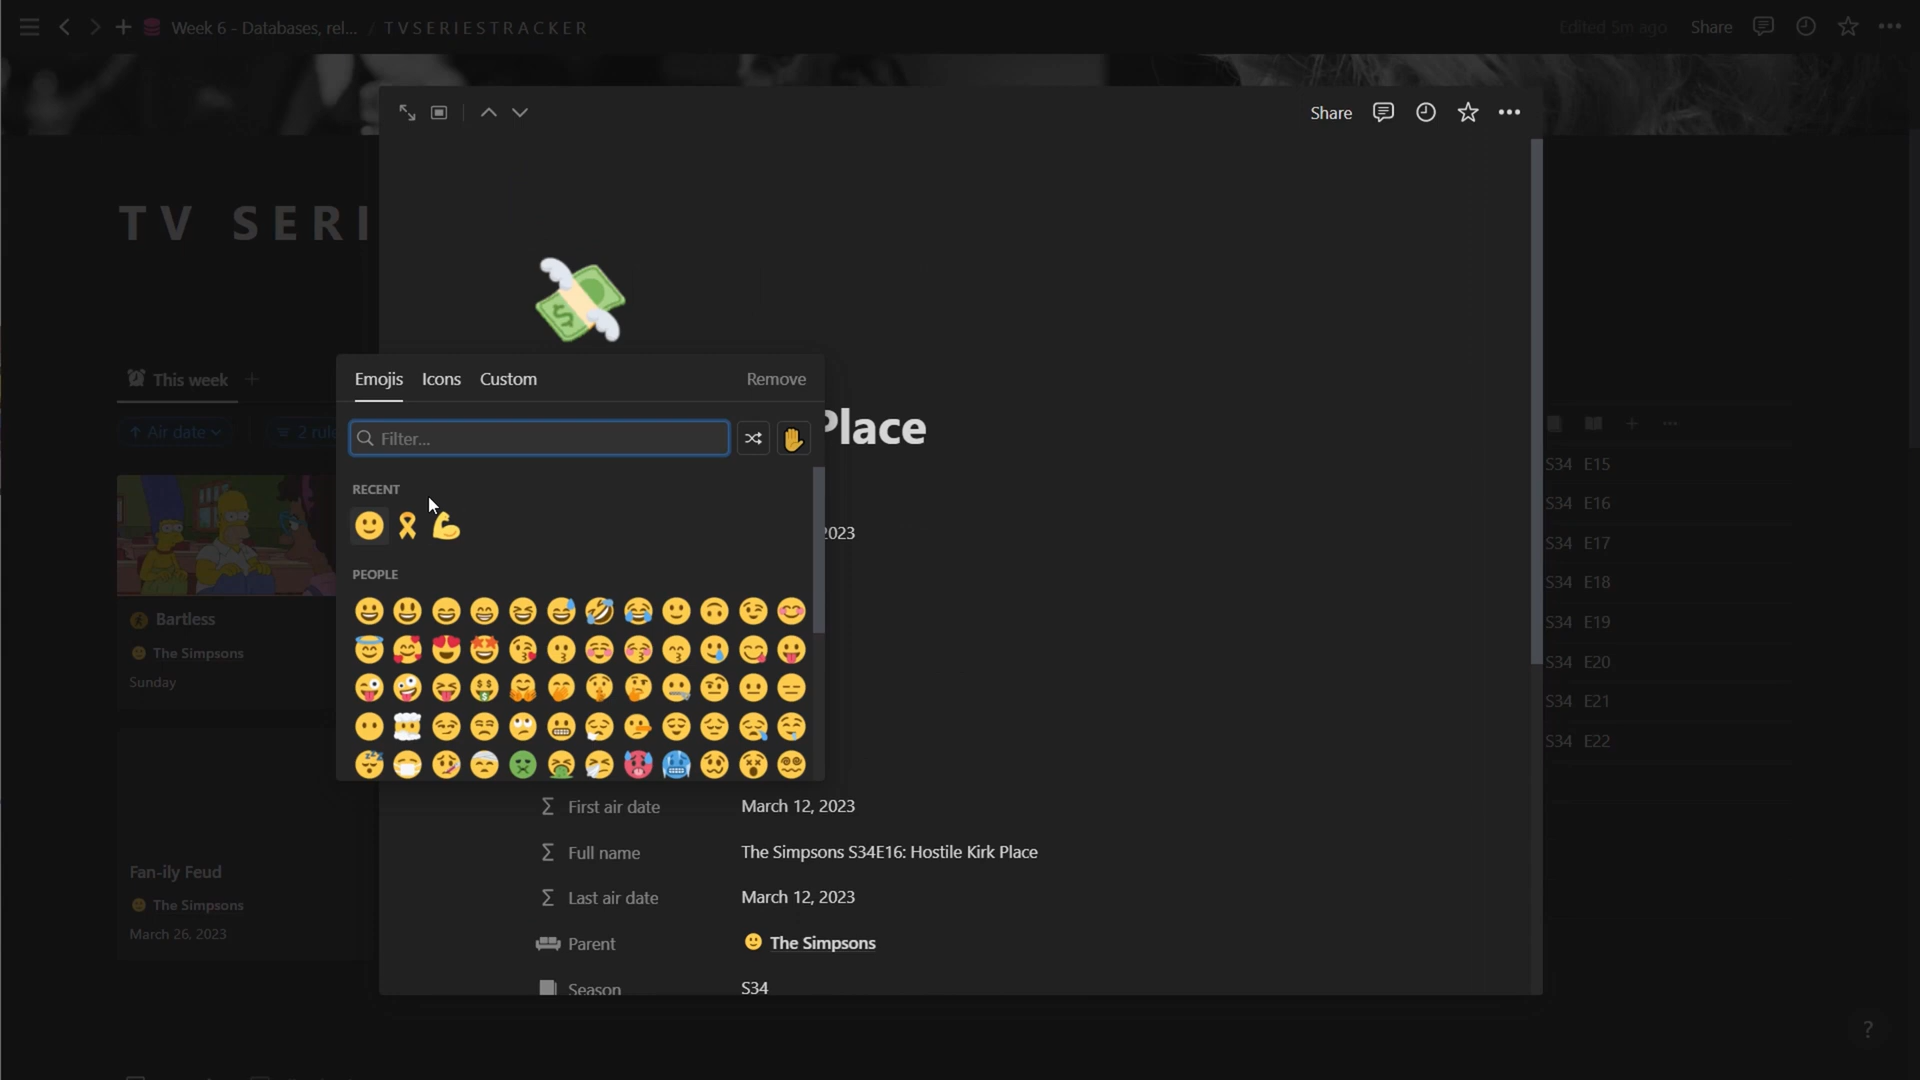 Week 6 - Databases, rel... / TVSERIESTRACKER
Edited 5m ago Share
Share
TV SERI
This week
Air date
2 rul
Emojis Icons Custom Remove
Place
Filter...
RECENT
2023
PEOPLE
Bartless
The Simpsons
Sunday
Fan-ily Feud
The Simpsons
March 26, 2023
First air date March 12, 2023
Full name The Simpsons S34E16: Hostile Kirk Place
Last air date March 12, 2023
Parent The Simpsons
Season S34
S34 E15
S34 E16
S34 E17
S34 E18
S34 E19
S34 E20
S34 E21
S34 E22
?